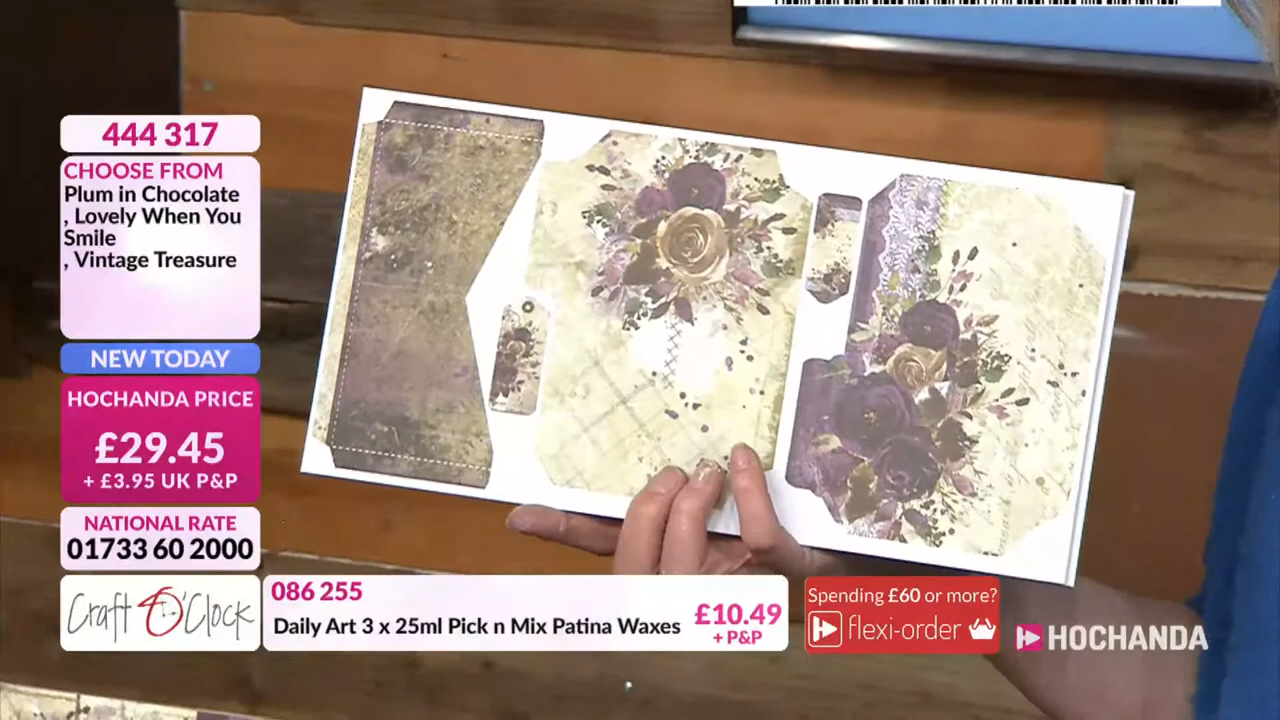 444 317
CHOOSE FROM
Plum in Chocolate
, Lovely When You
Smile
, Vintage Treasure
NEW TODAY
HOCHANDA PRICE
£29.45
+ £3.95 UK P&P
NATIONAL RATE
01733 60 2000
Craft O'Clock
086 255
Daily Art 3 x 25ml Pick n Mix Patina Waxes
£10.49
+ P&P
Spending £60 or more?
flexi-order
HOCHANDA